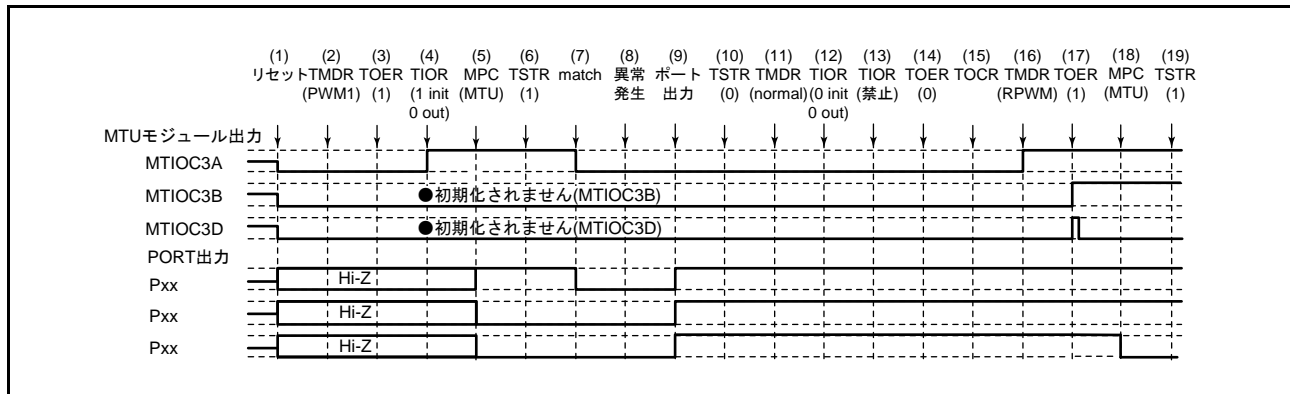 (1) (2) (3) (4) (5) (6) (7) (8) (9) (10) (11) (12) (13) (14) (15) (16) (17) (18) (19)
リセット TMDR TOER TIOR MPC TSTR match 異常 ポート TSTR TMDR TIOR TIOR TOER TOCR TMDR TOER MPC TSTR
(PWM1) (1) (1 init (MTU) (1) 発生 出力 (0) (normal) (0 init (禁止) (0) (RPWM) (1) (MTU) (1)
0 out) 0 out)
MTUモジュール出力
MTIOC3A
MTIOC3B ●初期化されません(MTIOC3B)
MTIOC3D ●初期化されません(MTIOC3D)
PORT出力
Pxx Hi-Z
Pxx Hi-Z
Pxx Hi-Z